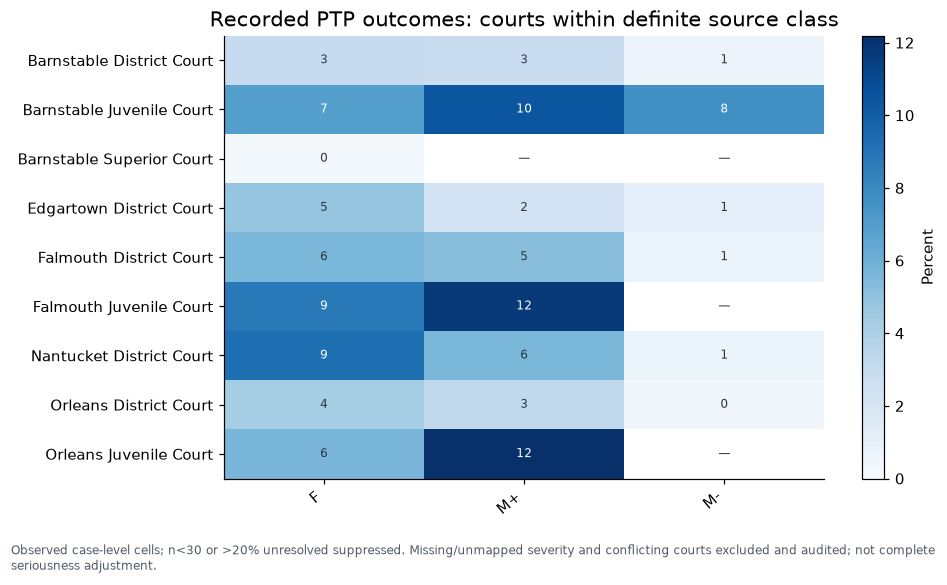 Recorded PTP outcomes: courts within definite source class
Barnstable District Court 3 3 1
Barnstable Juvenile Court 7 10 8
Barnstable Superior Court 0 — —
Edgartown District Court 5 2 1
Falmouth District Court 6 5 1
Falmouth Juvenile Court 9 12 —
Nantucket District Court 9 6 1
Orleans District Court 4 3 0
Orleans Juvenile Court 6 12 —
F M+ M-
12
10
8
6
4
2
0
Percent
Observed case-level cells; n<30 or >20% unresolved suppressed. Missing/unmapped severity and conflicting courts excluded and audited; not complete
seriousness adjustment.